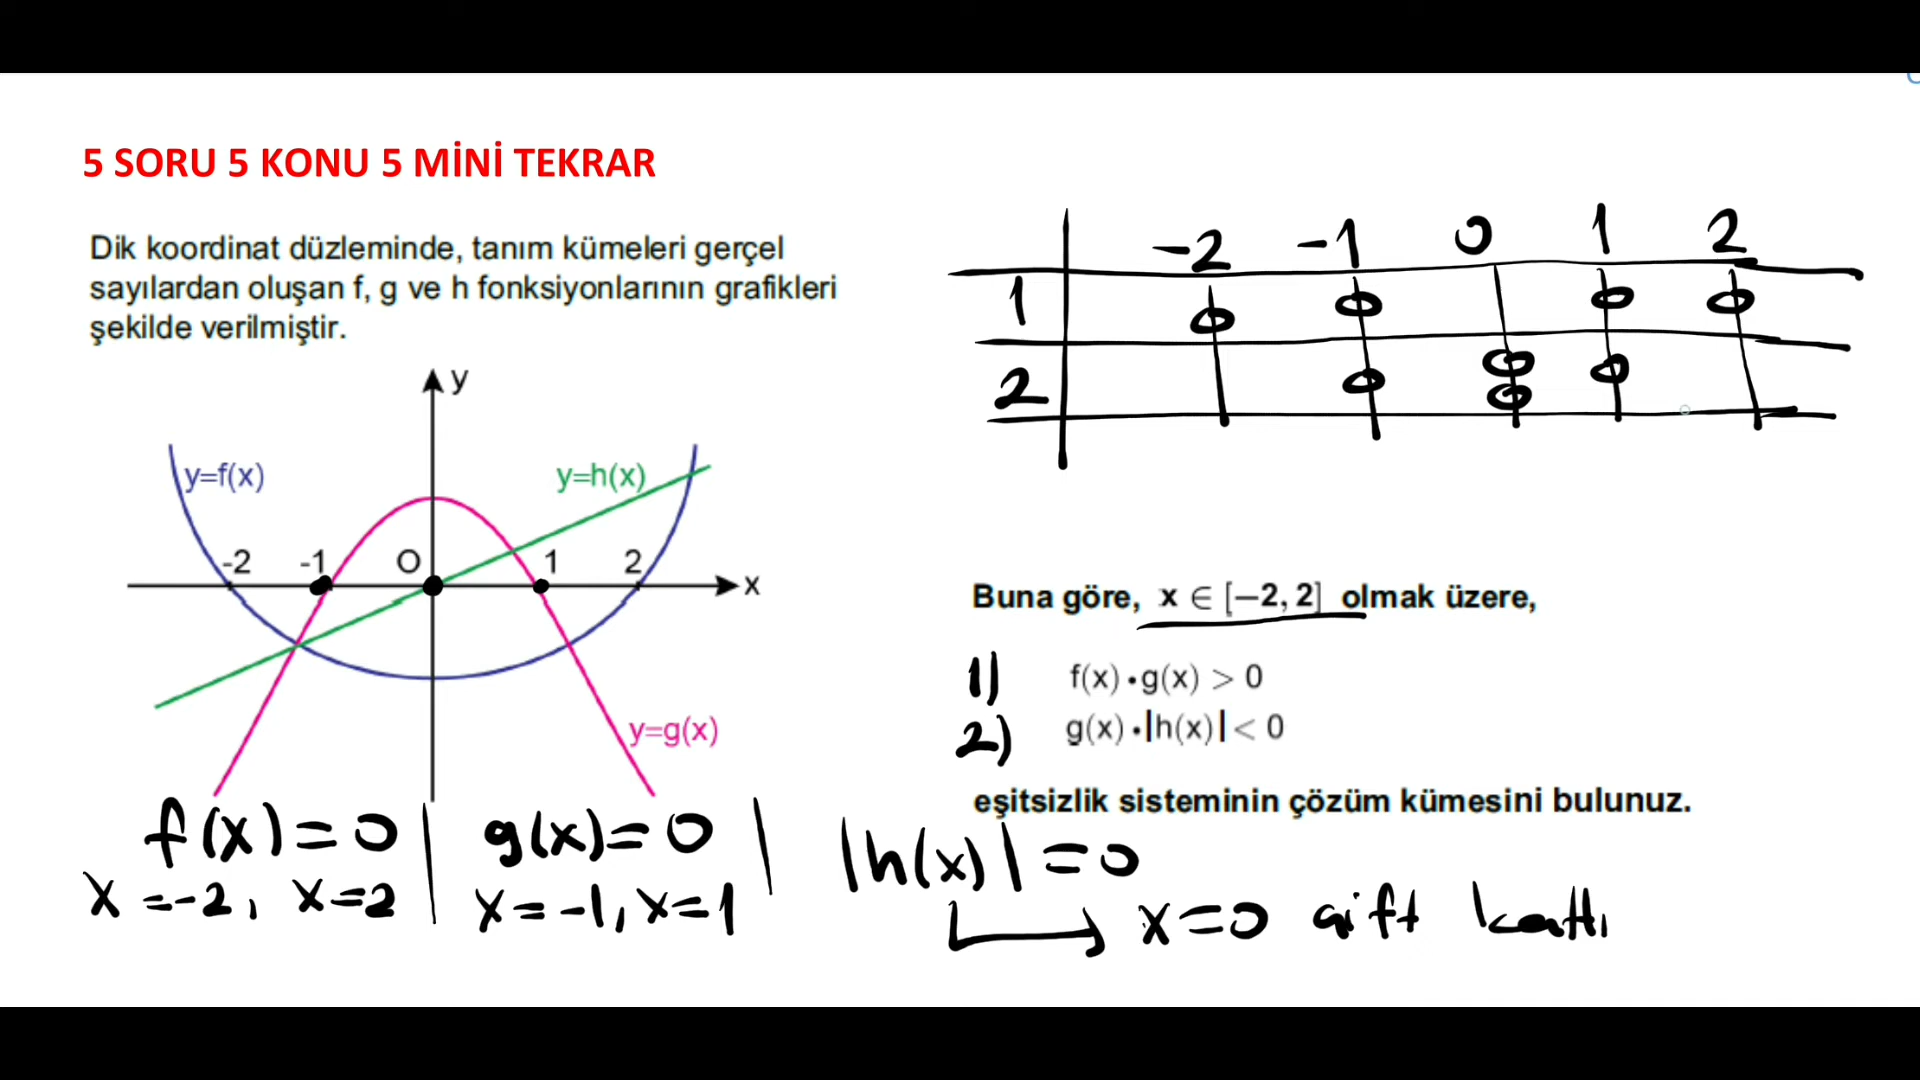 5 SORU 5 KONU 5 MİNİ TEKRAR
Dik koordinat düzleminde, tanım kümeleri gerçel
sayılardan oluşan f, g ve h fonksiyonlarının grafikleri
şekilde verilmiştir.
y
y=f(x)
y=h(x)
-2 -1 O 1 2
x
y=g(x)
f(x)=0 | g(x)=0 | |h(x)|=0
x=-2, x=2 | x=-1, x=1
x=0 çift katlı
-2 -1 0 1 2
1
2
Buna göre, x ∈ [−2, 2] olmak üzere,
1) f(x)•g(x) > 0
2) g(x)•|h(x)| < 0
eşitsizlik sisteminin çözüm kümesini bulunuz.